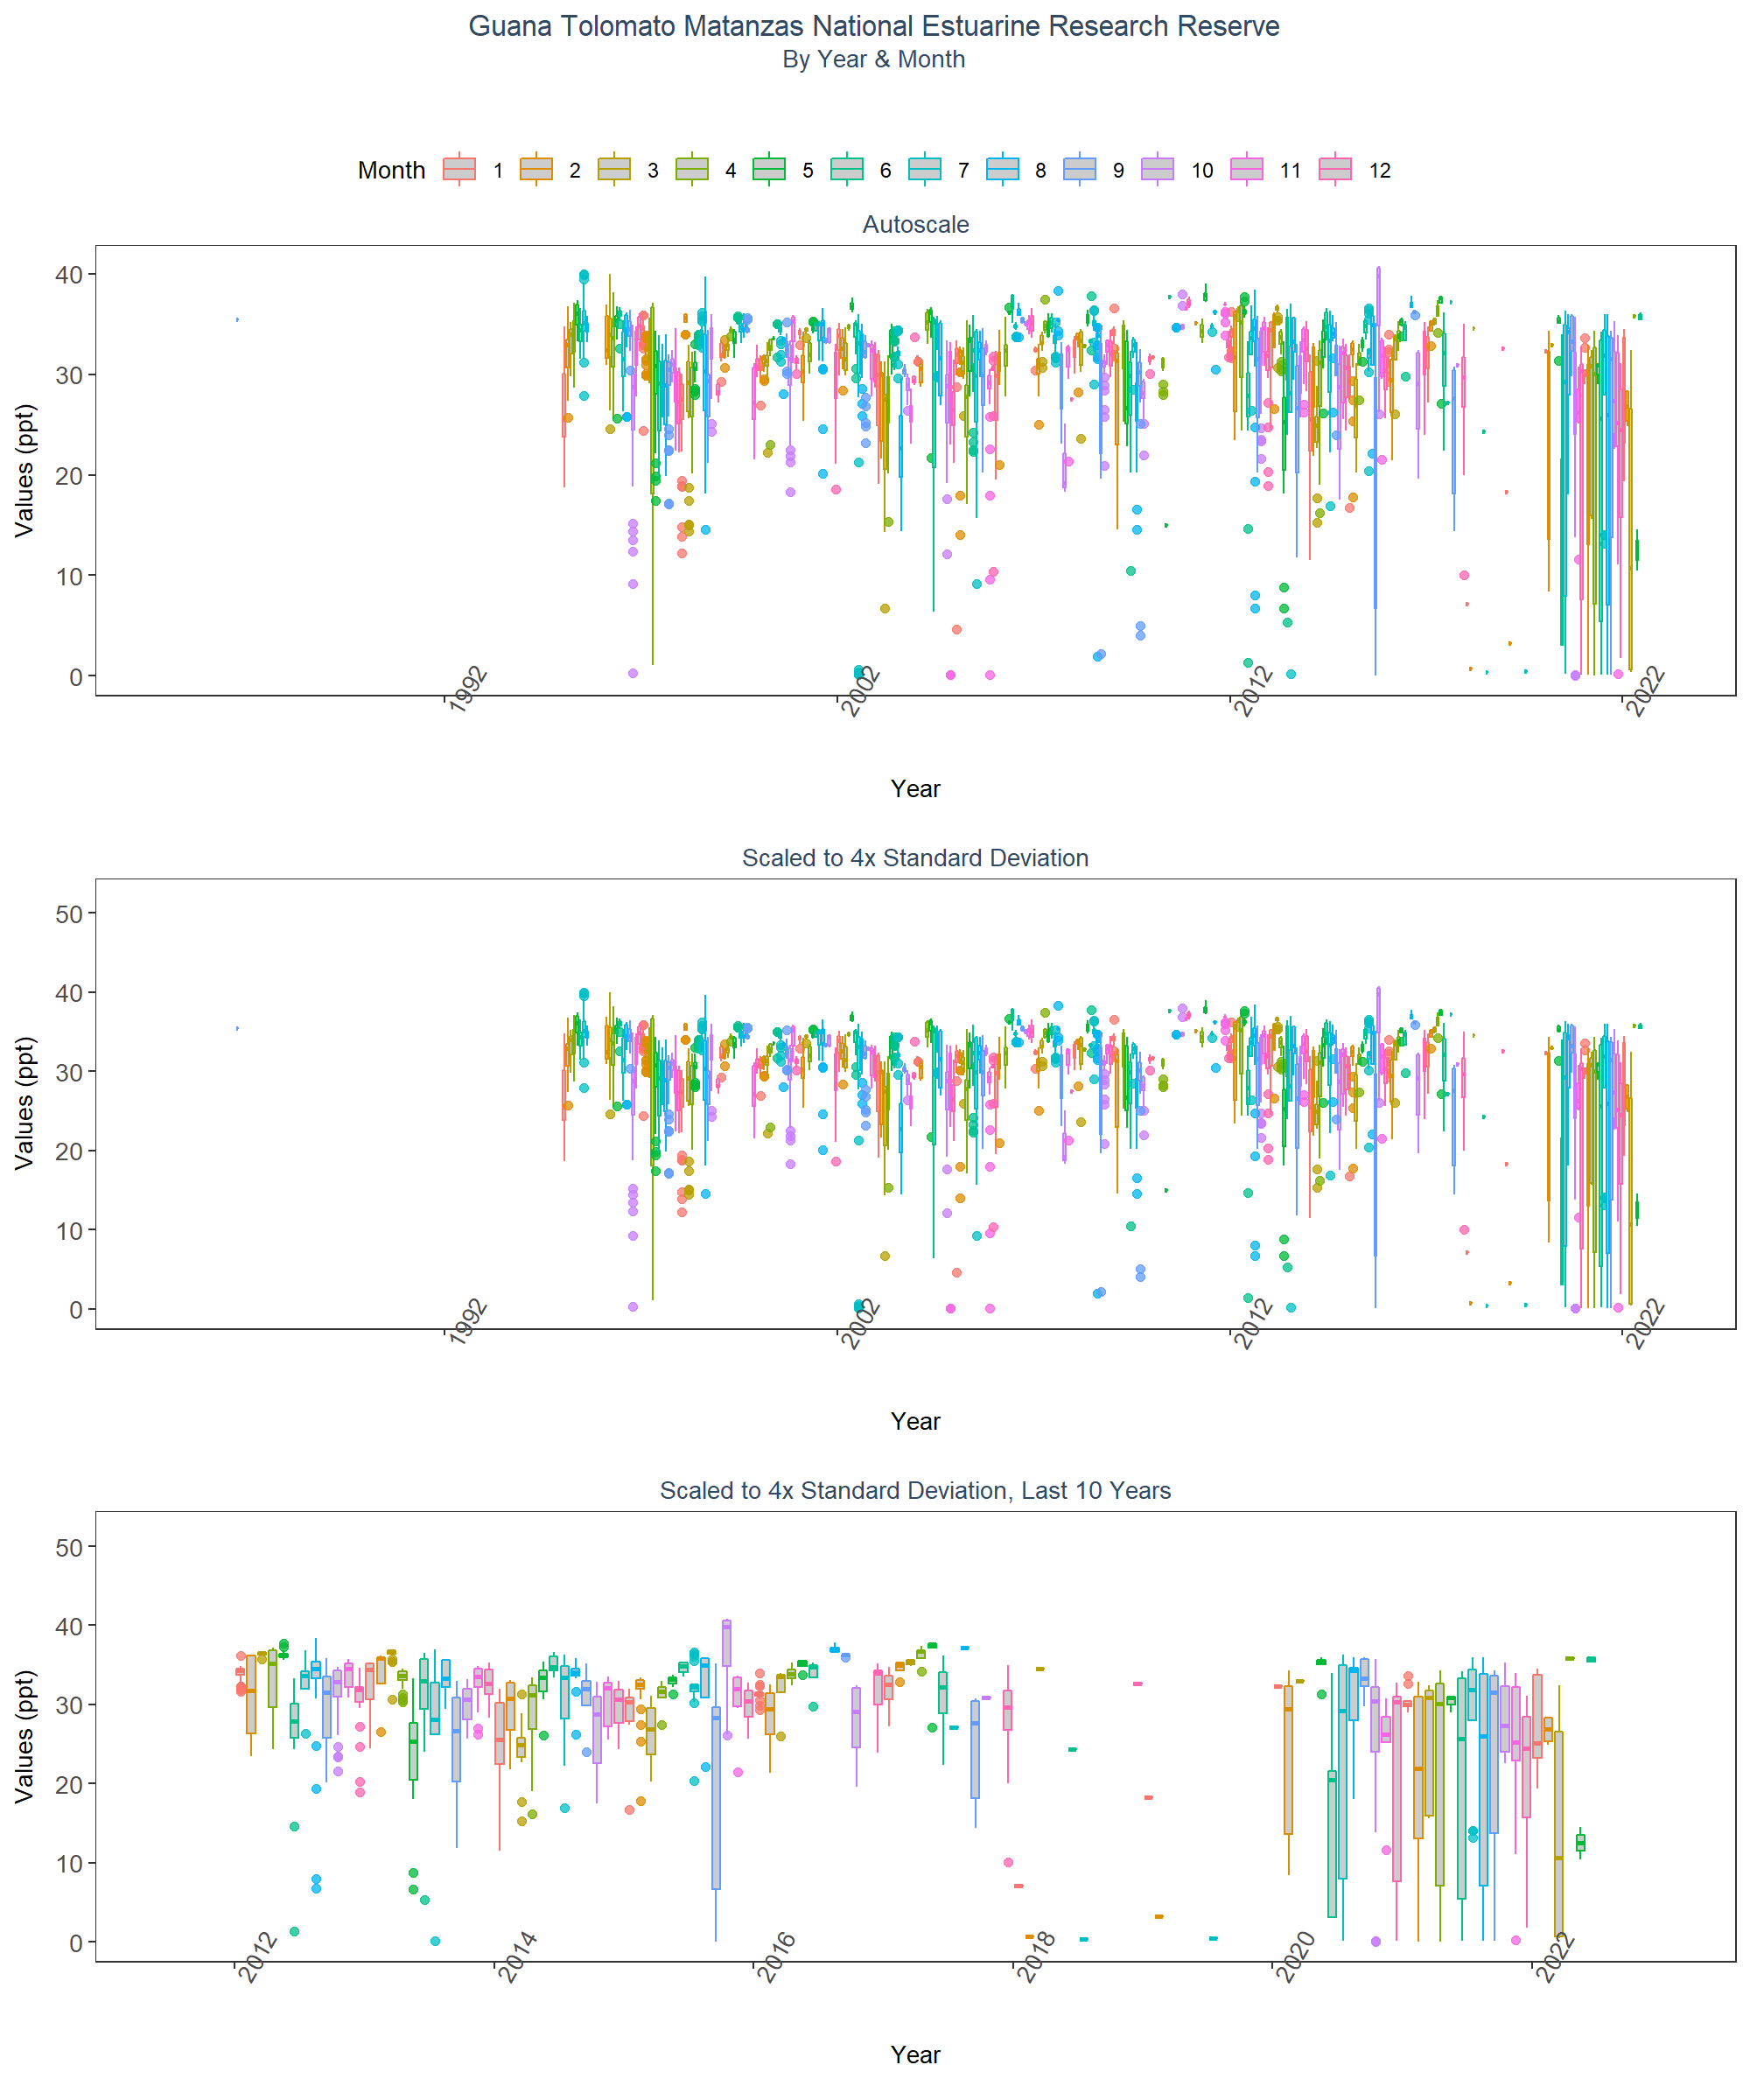 Guana Tolomato Matanzas National Estuarine Research Reserve
By Year & Month
Month 1 2 3 4 5 6 7 8 9 10 11 12
Autoscale
Values (ppt)
40
30
20
10
0
1992 2002 2012 2022
Year
Scaled to 4x Standard Deviation
Values (ppt)
50
40
30
20
10
0
1992 2002 2012 2022
Year
Scaled to 4x Standard Deviation, Last 10 Years
Values (ppt)
50
40
30
20
10
0
2012 2014 2016 2018 2020 2022
Year